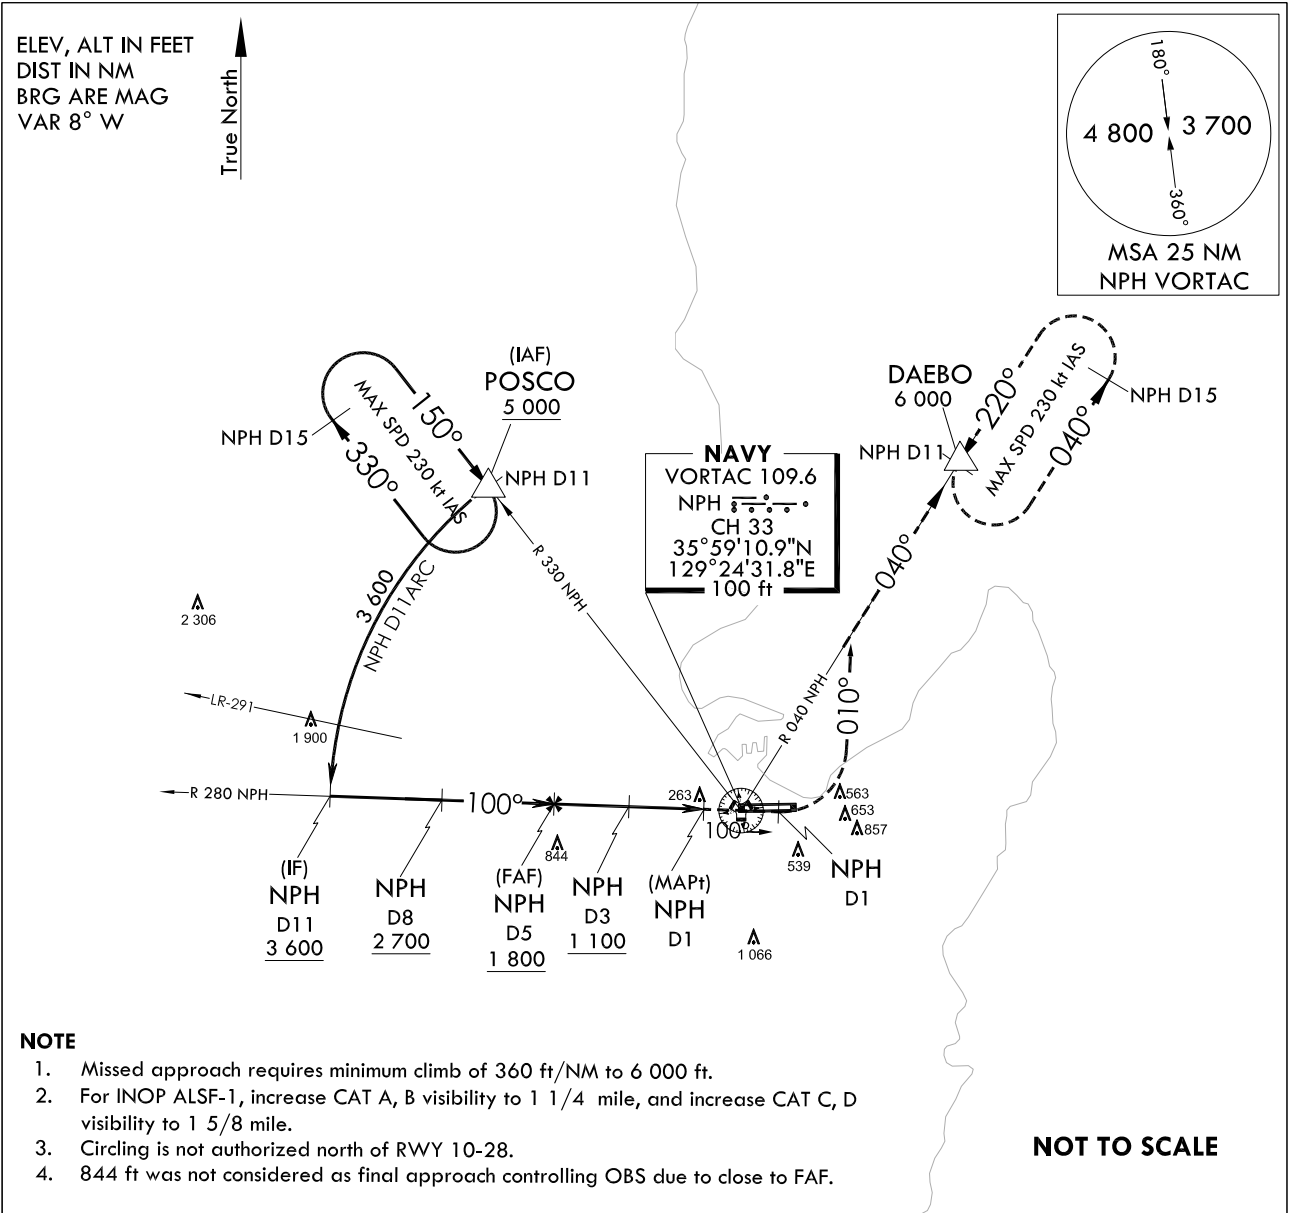 ELEV, ALT IN FEET
DIST IN NM
BRG ARE MAG
VAR 8° W
True North
180°
4 800
3 700
360°
MSA 25 NM
NPH VORTAC
(IAF)
POSCO
5 000
NPH D11
NPH D15
150°
MAX SPD 230 kt IAS
330°
DAEBO
6 000
NPH D11
NPH D15
220°
MAX SPD 230 kt IAS
040°
NAVY
VORTAC 109.6
NPH
CH 33
35°59'10.9"N
129°24'31.8"E
100 ft
R 330 NPH
040°
3 600
NPH D11ARC
2 306
LR-291
1 900
R 040 NPH
010°
R 280 NPH
100°
263
100°
563
653
857
844
539
1 066
(IF)
NPH
D11
3 600
NPH
D8
2 700
(FAF)
NPH
D5
1 800
NPH
D3
1 100
(MAPt)
NPH
D1
NPH
D1
NOTE
1. Missed approach requires minimum climb of 360 ft/NM to 6 000 ft.
2. For INOP ALSF-1, increase CAT A, B visibility to 1 1/4 mile, and increase CAT C, D
visibility to 1 5/8 mile.
3. Circling is not authorized north of RWY 10-28.
4. 844 ft was not considered as final approach controlling OBS due to close to FAF.
NOT TO SCALE